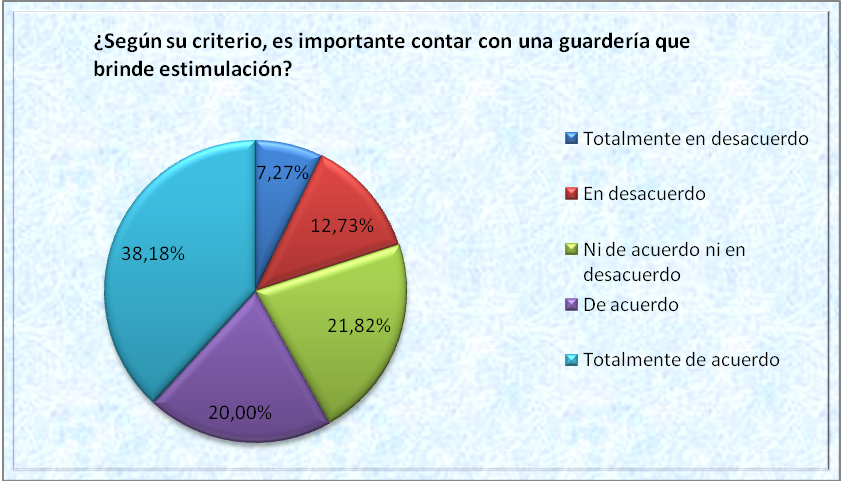 ¿Según su criterio, es importante contar con una guardería que
brinde estimulación?
7,27%
12,73%
21,82%
20,00%
38,18%
Totalmente en desacuerdo
En desacuerdo
Ni de acuerdo ni en
desacuerdo
De acuerdo
Totalmente de acuerdo